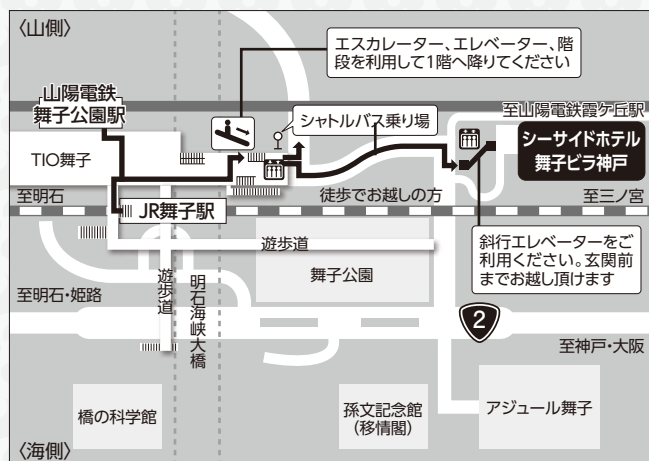 〈山側〉
エスカレーター、エレベーター、階
段を利用して1階へ降りてください
山陽電鉄
舞子公園駅
シャトルバス乗り場
至山陽電鉄霞ケ丘駅
シーサイドホテル
舞子ビラ神戸
TIO舞子
至明石
JR舞子駅
徒歩でお越しの方
至三ノ宮
遊歩道
斜行エレベーターをご
利用ください。玄関前
までお越し頂けます
舞子公園
遊歩道
明石海峡大橋
至明石・姫路
2
至神戸・大阪
橋の科学館
孫文記念館
(移情閣)
アジュール舞子
〈海側〉